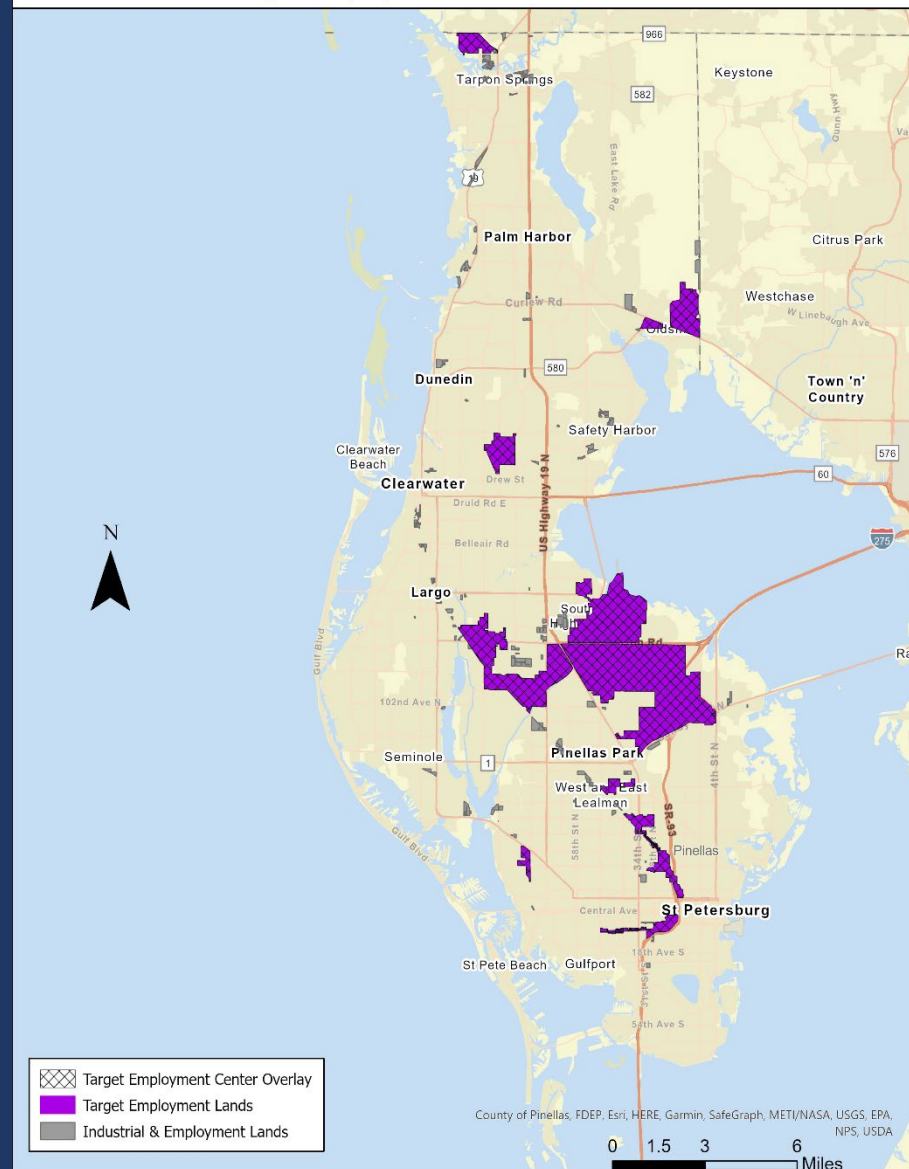 966
Keystone
Tarpon Springs
582
Gunn Hwy
East Lake Rd
19
Palm Harbor
Citrus Park
Westchase
Curlew Rd
W Linebaugh Ave
580
Dunedin
Town 'n'
Country
Safety Harbor
Clearwater
Beach
576
60
Drew St
Clearwater
Druid Rd E
US Highway 19 N
N
Belleair Rd
275
Largo
Gulf Blvd
102nd Ave N
Seminole
Pinellas Park
1
4th St N
West and East
Lealman
SR-93
58th St N
34th St
Pinellas
Gulf Blvd
Central Ave
St Petersburg
18th Ave S
St Pete Beach
Gulfport
31st St S
54th Ave S
Target Employment Center Overlay
Target Employment Lands
Industrial & Employment Lands
County of Pinellas, FDEP, Esri, HERE, Garmin, SafeGraph, METI/NASA, USGS, EPA,
NPS, USDA
0 1.5 3 6
Miles